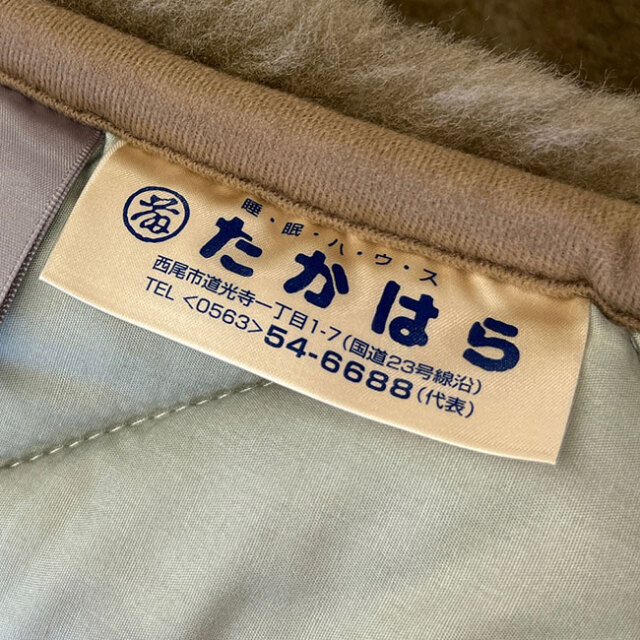 睡・眠・ハ・ウ・ス
たかはら
西尾市道光寺一丁目1-7(国道23号線沿)
TEL <0563>54-6688(代表)